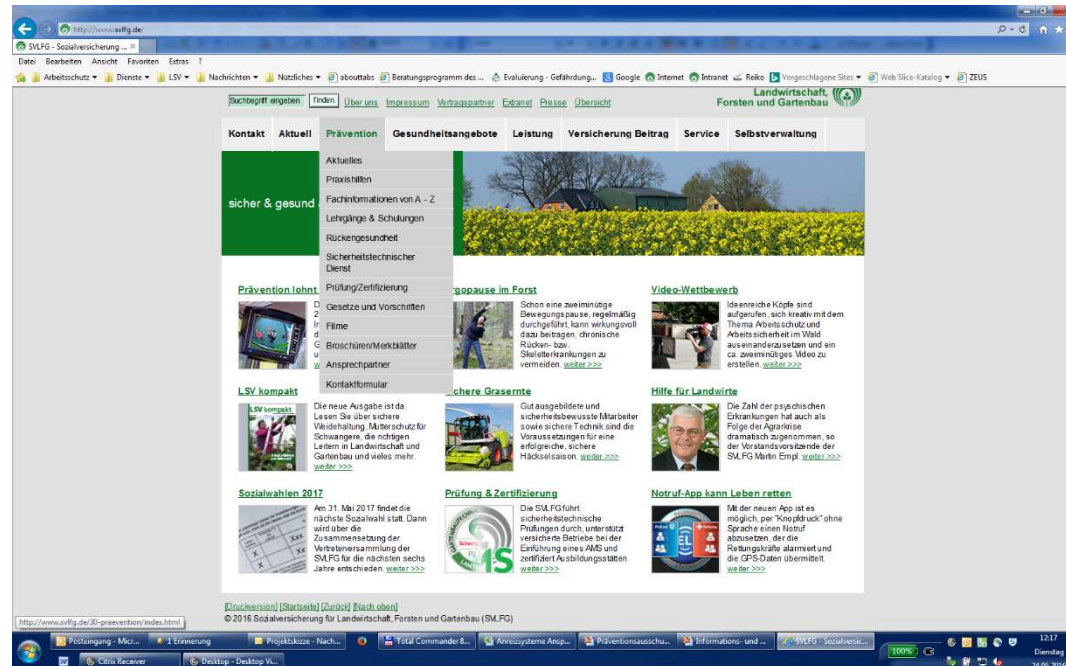 http://www.svlfg.de/
SVLFG - Sozialversicherung ...
Datei Bearbeiten Ansicht Favoriten Extras ?
Arbeitsschutz Dienste LSV Nachrichten Nützliches abouttabs Beratungsprogramm des ... Evaluierung - Gefährdung... Google Internet Intranet Reiko Vorgeschlagene Sites Web Slice-Katalog ZEUS
Landwirtschaft,
Forsten und Gartenbau
Suchbegriff eingeben finden Über uns Impressum Vertragspartner Extranet Presse Übersicht
Kontakt Aktuell Prävention Gesundheitsangebote Leistung Versicherung Beitrag Service Selbstverwaltung
Aktuelles
Praxishilfen
Fachinformationen von A - Z
Lehrgänge & Schulungen
Rückengesundheit
Sicherheitstechnischer
Dienst
Prüfung/Zertifizierung
Gesetze und Vorschriften
Filme
Broschüren/Merkblätter
Ansprechpartner
Kontaktformular
sicher & gesund
Prävention lohnt
rgopause im Forst
Schon eine zweiminütige
Bewegungspause, regelmäßig
durchgeführt, kann wirkungsvoll
dazu beitragen, chronische
Rücken- bzw.
Skeletterkrankungen zu
vermeiden. weiter >>>
Video-Wettbewerb
Ideenreiche Köpfe sind
aufgerufen, sich kreativ mit dem
Thema Arbeitsschutz und
Arbeitssicherheit im Wald
auseinanderzusetzen und ein
ca. zweiminütiges Video zu
erstellen. weiter >>>
LSV kompakt
LSV kompakt
Die neue Ausgabe ist da.
Lesen Sie über sichere
Weidehaltung, Mutterschutz für
Schwangere, die richtigen
Leitern in Landwirtschaft und
Gartenbau und vieles mehr.
weiter >>>
ichere Grasernte
Gut ausgebildete und
sicherheitsbewusste Mitarbeiter
sowie sichere Technik sind die
Voraussetzungen für eine
erfolgreiche, sichere
Häckselsaison. weiter >>>
Hilfe für Landwirte
Die Zahl der psyschischen
Erkrankungen hat auch als
Folge der Agrarkrise
dramatisch zugenommen, so
der Vorstandsvorsitzende der
SVLFG Martin Empl. weiter >>>
Sozialwahlen 2017
Am 31. Mai 2017 findet die
nächste Sozialwahl statt. Dann
wird über die
Zusammensetzung der
Vertreterversammlung der
SVLFG für die nächsten sechs
Jahre entschieden. weiter >>>
Prüfung & Zertifizierung
Die SVLFG führt
sicherheitstechnische
Prüfungen durch, unterstützt
versicherte Betriebe bei der
Einführung eines AMS und
zertifiziert Ausbildungsstätten
weiter >>>
Notruf-App kann Leben retten
Mit der neuen App ist es
möglich, per "Knopfdruck" ohne
Sprache einen Notruf
abzusetzen, der die
Rettungskräfte alarmiert und
die GPS-Daten übermittelt.
weiter >>>
[Druckversion] [Startseite] [Zurück] [Nach oben]
© 2016 Sozialversicherung für Landwirtschaft, Forsten und Gartenbau (SVLFG)
http://www.svlfg.de/30-praevention/index.html
Posteingang - Micr... 1 Erinnerung Projektskizze - Nach... Total Commander 8... Anreizsysteme Ansp... Präventionsausschu... Informations- und ... SVLFG - Sozialversic...
Citrix Receiver Desktop - Desktop Vi...
100%
12:17
Dienstag
24.05.2016